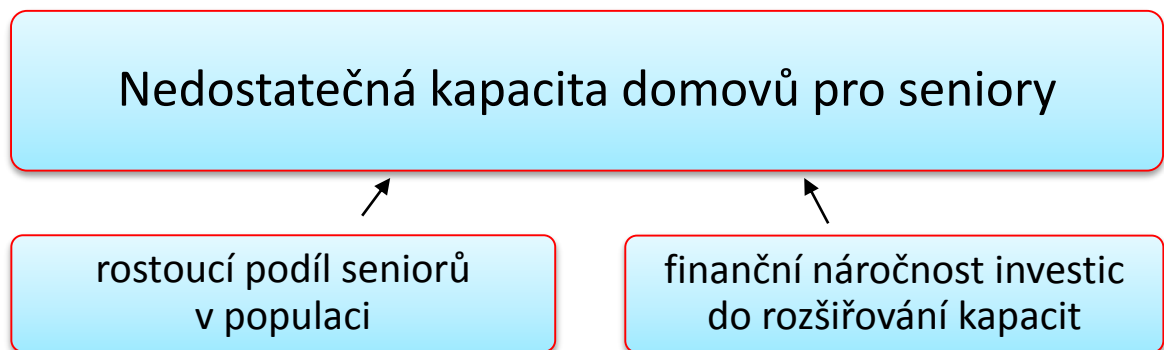 Nedostatečná kapacita domovů pro seniory
rostoucí podíl seniorů
v populaci
finanční náročnost investic
do rozšiřování kapacit